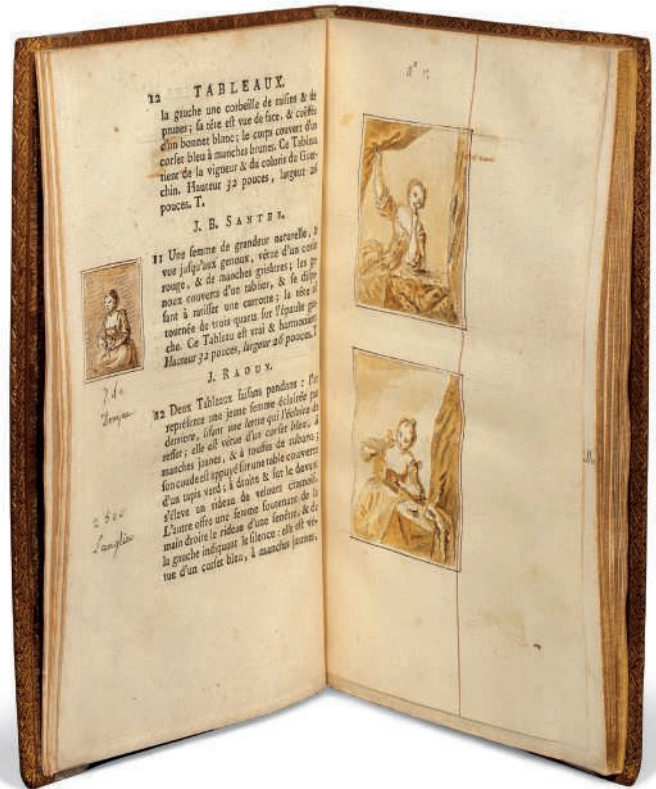 12 TABLEAUX.
la gauche une corbeille de raisins & de
prunes; sa tête est vue de face, & coëffée
d'un bonnet blanc; le corps couvert d'un
corset bleu à manches brunes. Ce Tableau
tient de la vigueur & du coloris du Guer-
chin. Hauteur 32 pouces, largeur 26
pouces. T.
J. B. SANTER.
11 Une femme de grandeur naturelle, &
vue jusqu'aux genoux, vêtue d'un corset
rouge, & de manches grisâtres; les ge-
noux couverts d'un tablier, & se dispo-
sant à ratisser une carrotte; la tête est
tournée de trois quarts sur l'épaule gau-
che. Ce Tableau est vrai & harmonieux.
Hauteur 32 pouces, largeur 26 pouces. T.
J. RAOUX.
12 Deux Tableaux faisans pendans: l'un
représente une jeune femme éclairée par
derriere, lisant une lettre qui l'éclaire de
reflet; elle est vêtue d'un corset bleu, à
manches jaunes, & à touffes de rubans;
son coude est appuyé sur une table couverte
d'un tapis verd; à droite & sur le devant
s'éleve un rideau de velours cramoisi.
L'autre offre une femme soutenant de la
main droite le rideau d'une fenêtre, & de
la gauche indiquant le silence: elle est vê-
tue d'un corset bleu, à manches jaunes,